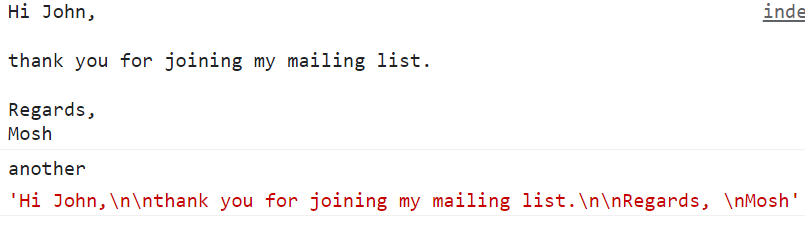 Hi John,
inde
thank you for joining my mailing list.
Regards,
Mosh
another
'Hi John,\n\nthank you for joining my mailing list.\n\nRegards, \nMosh'